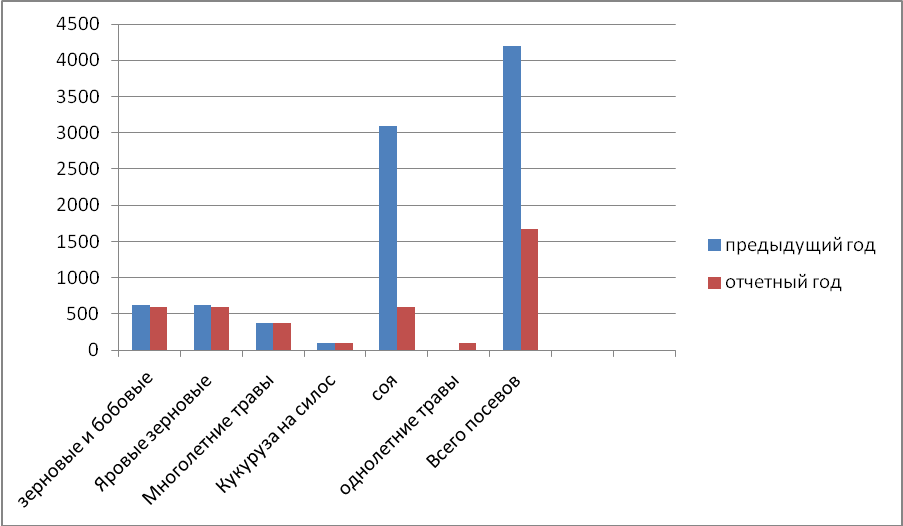 4500
4000
3500
3000
2500
2000
1500
1000
500
0
зерновые и бобовые
Яровые зерновые
Многолетние травы
Кукуруза на силос
соя
однолетние травы
Всего посевов
предыдущий год
отчетный год